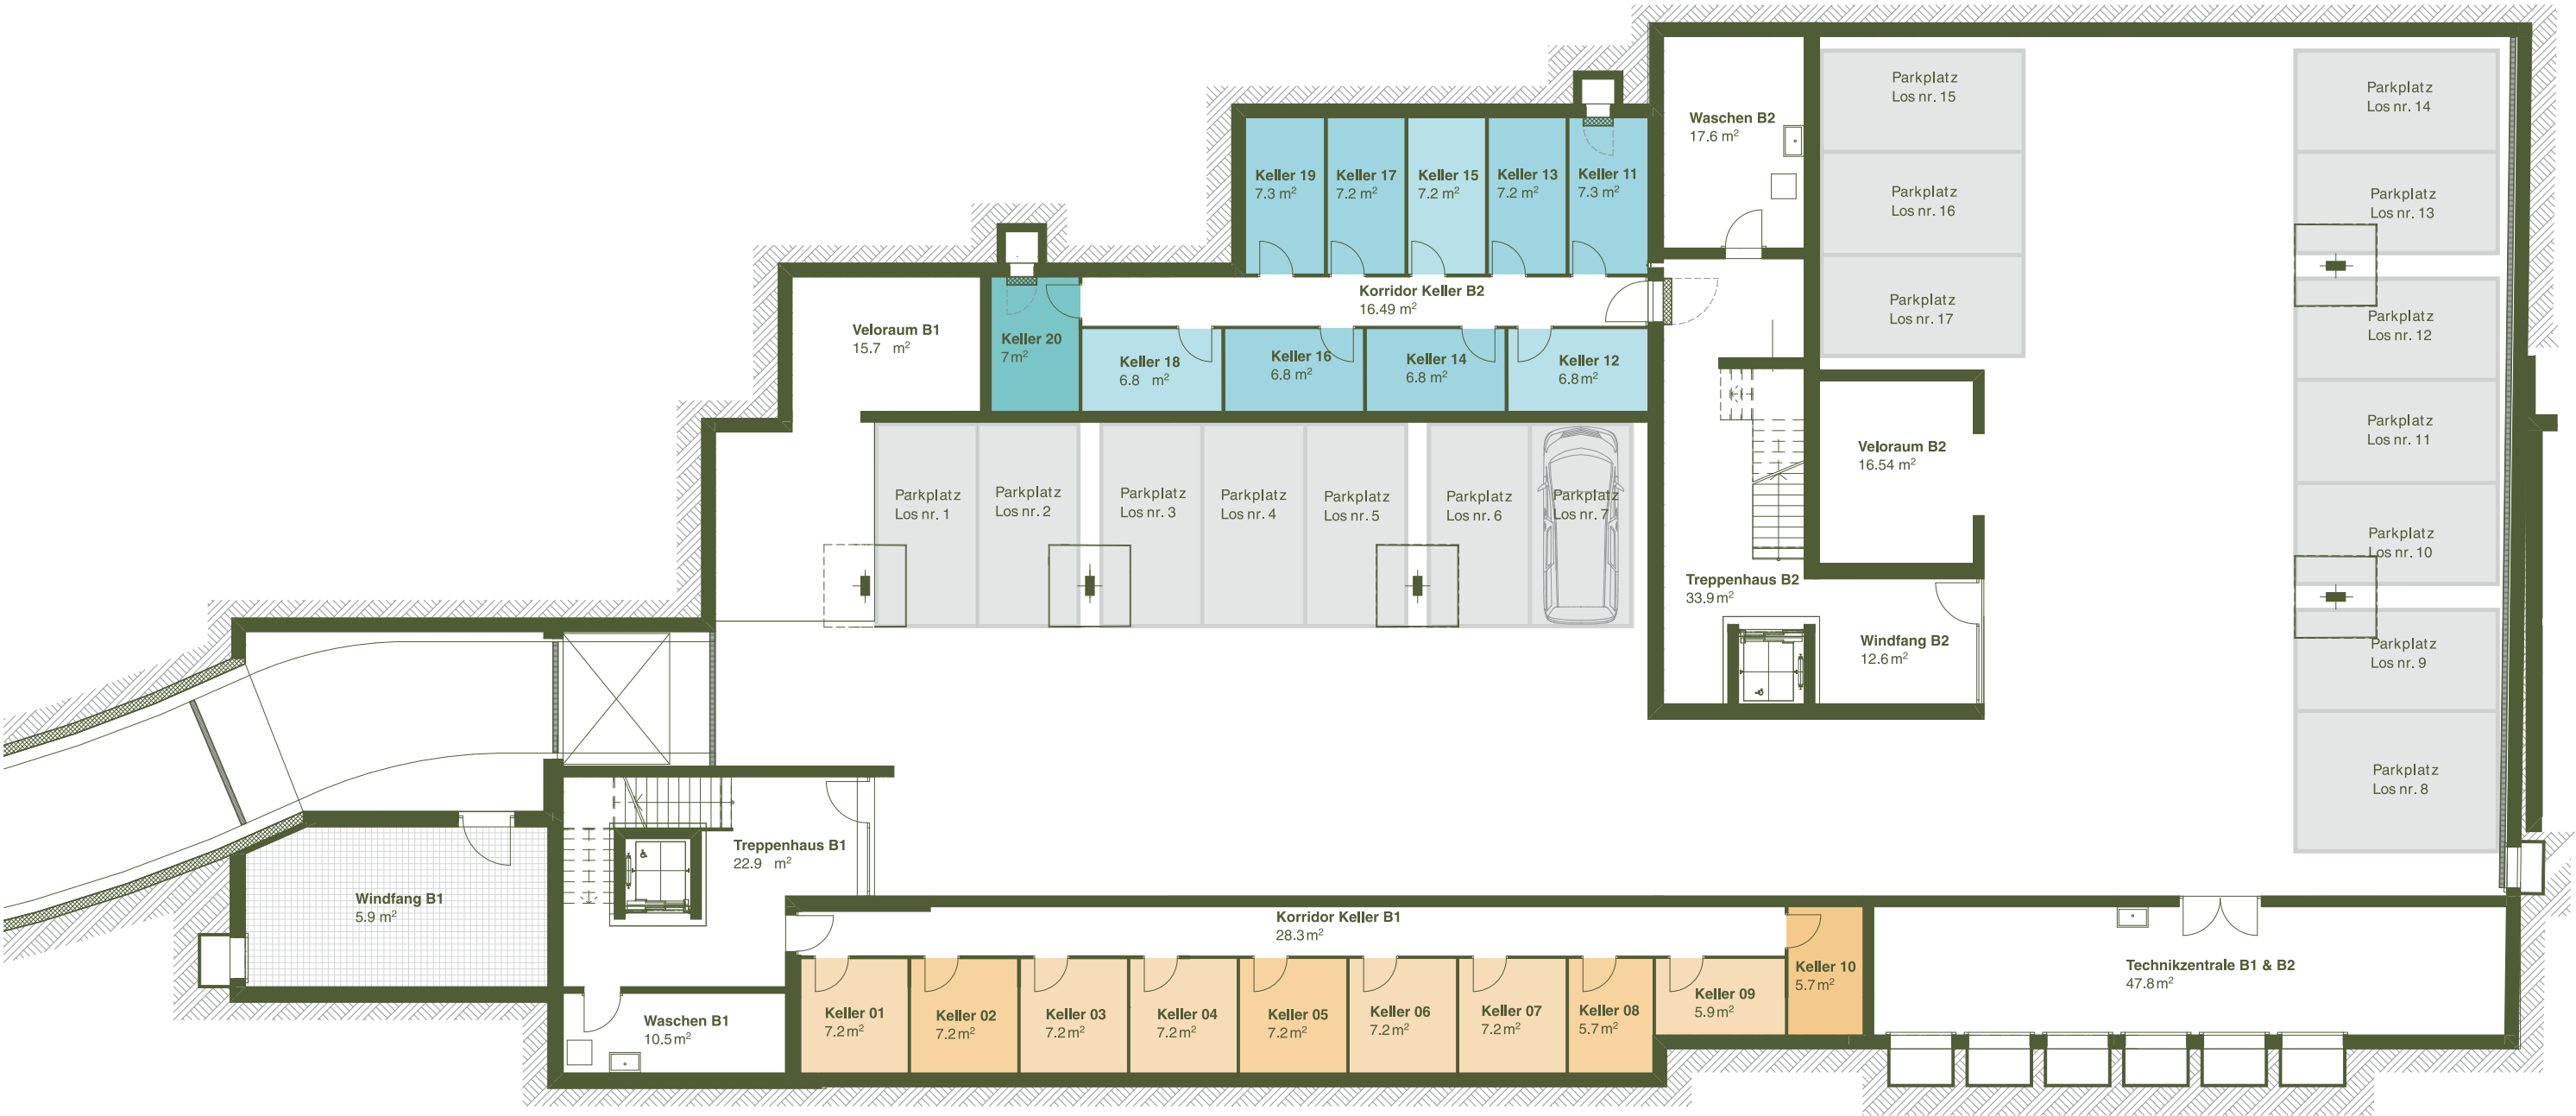 Parkplatz
Los nr. 15
Parkplatz
Los nr. 14
Waschen B2
17.6 m²
Keller 19
7.3 m²
Keller 17
7.2 m²
Keller 15
7.2 m²
Keller 13
7.2 m²
Keller 11
7.3 m²
Parkplatz
Los nr. 16
Parkplatz
Los nr. 13
Korridor Keller B2
16.49 m²
Parkplatz
Los nr. 17
Parkplatz
Los nr. 12
Veloraum B1
15.7 m²
Keller 20
7 m²
Keller 18
6.8 m²
Keller 16
6.8 m²
Keller 14
6.8 m²
Keller 12
6.8 m²
Parkplatz
Los nr. 11
Veloraum B2
16.54 m²
Parkplatz
Los nr. 1
Parkplatz
Los nr. 2
Parkplatz
Los nr. 3
Parkplatz
Los nr. 4
Parkplatz
Los nr. 5
Parkplatz
Los nr. 6
Parkplatz
Los nr. 7
Parkplatz
Los nr. 10
Treppenhaus B2
33.9 m²
Windfang B2
12.6 m²
Parkplatz
Los nr. 9
Parkplatz
Los nr. 8
Treppenhaus B1
22.9 m²
Windfang B1
5.9 m²
Korridor Keller B1
28.3 m²
Keller 10
5.7 m²
Technikzentrale B1 & B2
47.8 m²
Waschen B1
10.5 m²
Keller 01
7.2 m²
Keller 02
7.2 m²
Keller 03
7.2 m²
Keller 04
7.2 m²
Keller 05
7.2 m²
Keller 06
7.2 m²
Keller 07
7.2 m²
Keller 08
5.7 m²
Keller 09
5.9 m²